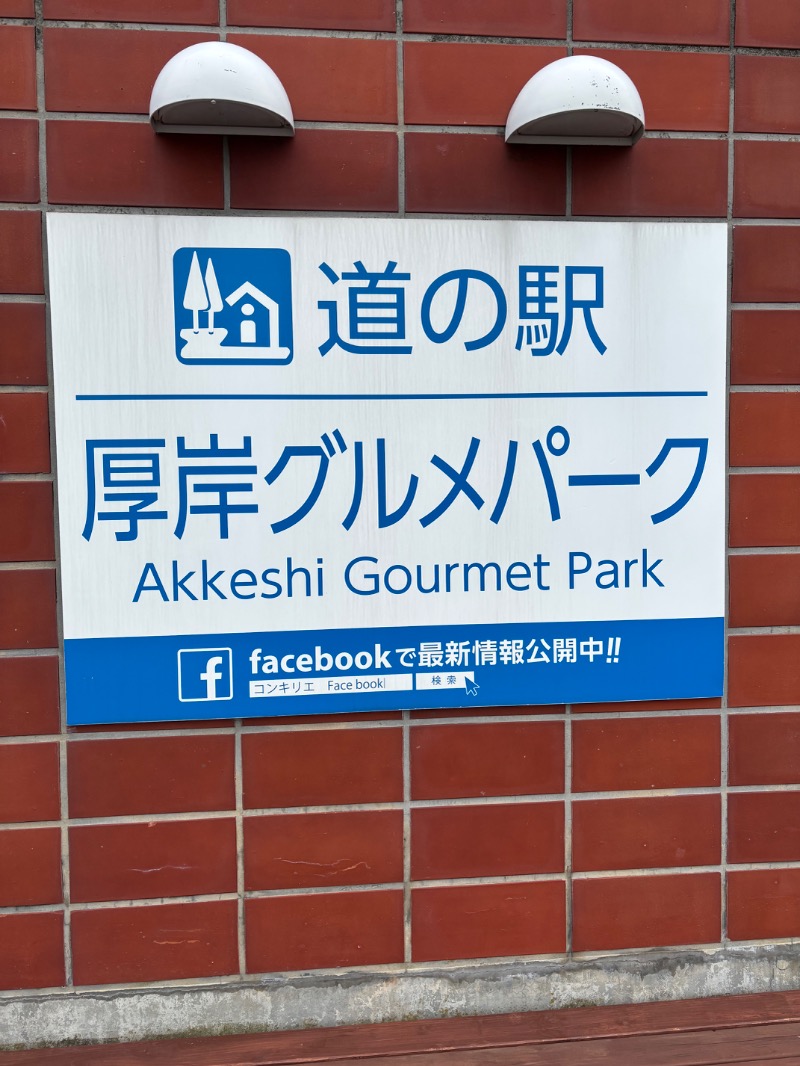 道の駅
厚岸グルメパーク
Akkeshi Gourmet Park
f facebookで最新情報公開中!!
コンキリエ Face book 検索